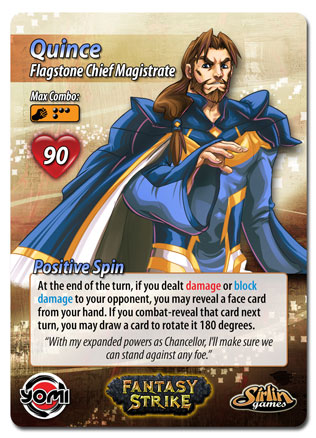 Quince
Flagstone Chief Magistrate
Max Combo:
90
Positive Spin
At the end of the turn, if you dealt damage or block
damage to your opponent, you may reveal a face card
from your hand. If you combat-reveal that card next
turn, you may draw a card to rotate it 180 degrees.
"With my expanded powers as Chancellor, I'll make sure we
can stand against any foe."
YOMI
FANTASY
STRIKE
Sirlin
games